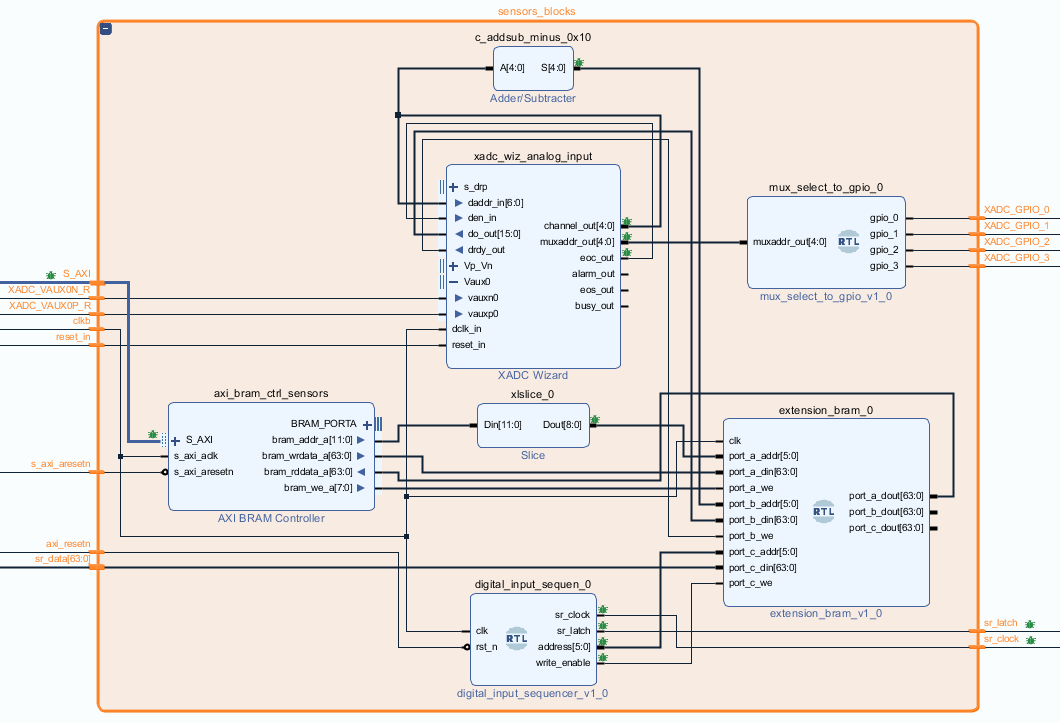 sensors_blocks
c_addsub_minus_0x10
A[4:0]
S[4:0]
Adder/Subtracter
xadc_wiz_analog_input
s_drp
daddr_in[6:0]
den_in
do_out[15:0]
drdy_out
Vp_Vn
Vaux0
vauxn0
vauxp0
dclk_in
reset_in
channel_out[4:0]
muxaddr_out[4:0]
eoc_out
alarm_out
eos_out
busy_out
XADC Wizard
mux_select_to_gpio_0
muxaddr_out[4:0]
RTL
gpio_0
gpio_1
gpio_2
gpio_3
mux_select_to_gpio_v1_0
XADC_GPIO_0
XADC_GPIO_1
XADC_GPIO_2
XADC_GPIO_3
S_AXI
XADC_VAUX0N_R
XADC_VAUX0P_R
clkb
reset_in
s_axi_aresetn
axi_resetn
sr_data[63:0]
axi_bram_ctrl_sensors
S_AXI
s_axi_aclk
s_axi_aresetn
BRAM_PORTA
bram_addr_a[11:0]
bram_wrdata_a[63:0]
bram_rddata_a[63:0]
bram_we_a[7:0]
AXI BRAM Controller
xlslice_0
Din[11:0]
Dout[8:0]
Slice
extension_bram_0
clk
port_a_addr[5:0]
port_a_din[63:0]
port_a_we
port_b_addr[5:0]
port_b_din[63:0]
port_b_we
port_c_addr[5:0]
port_c_din[63:0]
port_c_we
RTL
port_a_dout[63:0]
port_b_dout[63:0]
port_c_dout[63:0]
extension_bram_v1_0
digital_input_sequen_0
clk
rst_n
RTL
sr_clock
sr_latch
address[5:0]
write_enable
digital_input_sequencer_v1_0
sr_latch
sr_clock